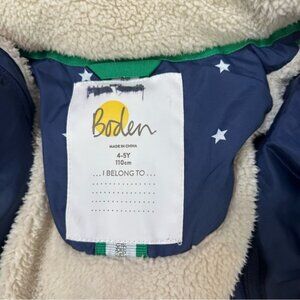 Boden
MADE IN CHINA
4-5Y
110cm
...I BELONG TO...